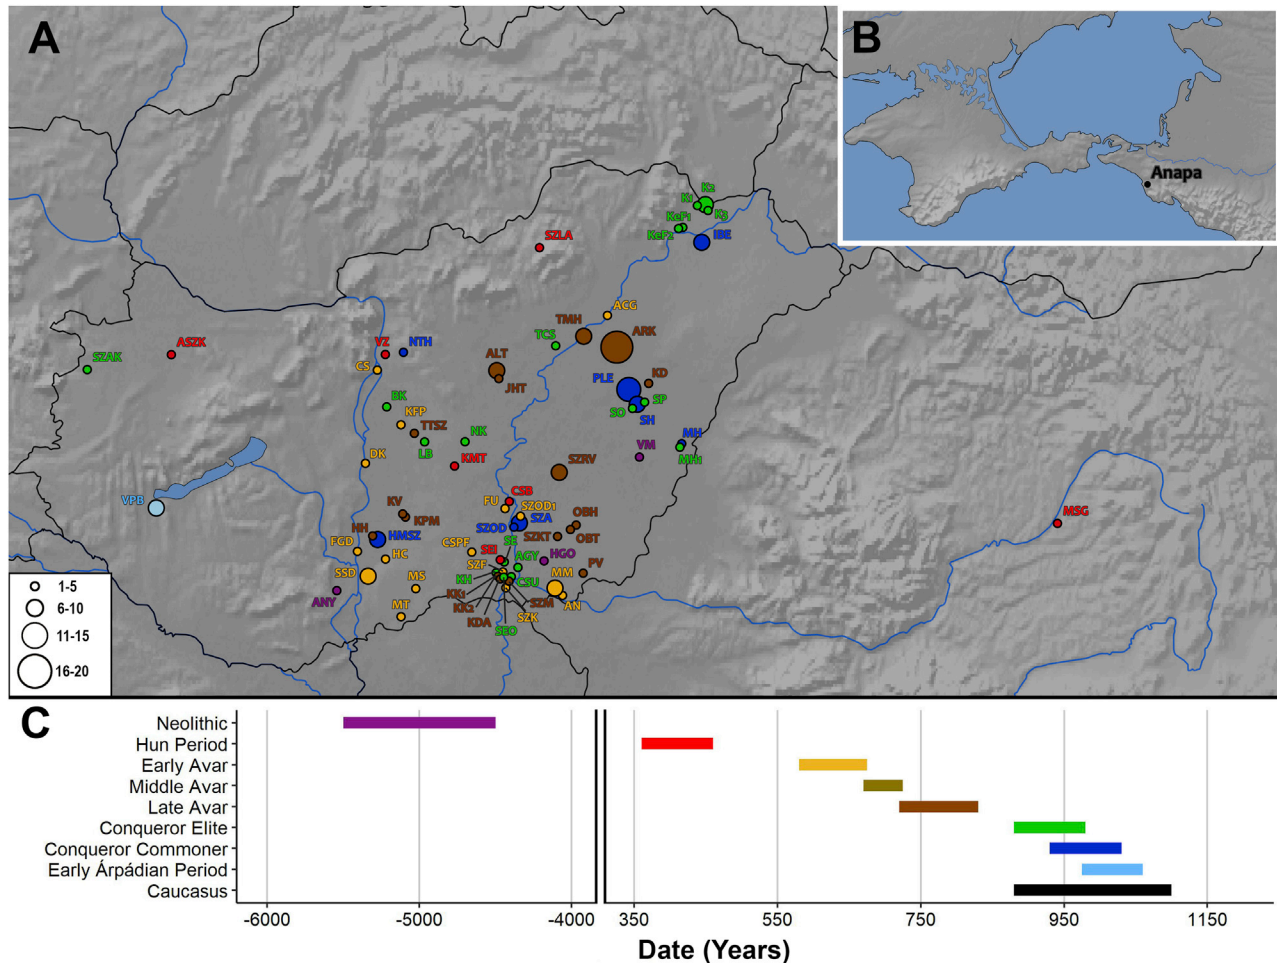 A
B
K2
K1
K3
KeF1
KeF2
IBE
SZLA
Anapa
ACG
TMH
ARK
TCS
ASZK
VZ
NTH
SZAK
CS
ALT
JHT
PLE
KD
SP
SO
SH
BK
KFP
TTSZ
LB
NK
MH
MH1
VM
DK
KMT
SZRV
VPB
CSB
FU
SZOD1
MSG
KV
KPM
SZOD
SZA
OBH
OBT
HH
HMSZ
SZKT
FGD
HC
CSPF
SE
SEI
SZF
AGY
HGO
PV
SSD
MS
KH
CSU
MM
ANY
KK1
AN
MT
KK2
SZM
KDA
SZK
SEO
1-5
6-10
11-15
16-20
C
Neolithic
Hun Period
Early Avar
Middle Avar
Late Avar
Conqueror Elite
Conqueror Commoner
Early Árpádian Period
Caucasus
-6000 -5000 -4000 350 550 750 950 1150
Date (Years)